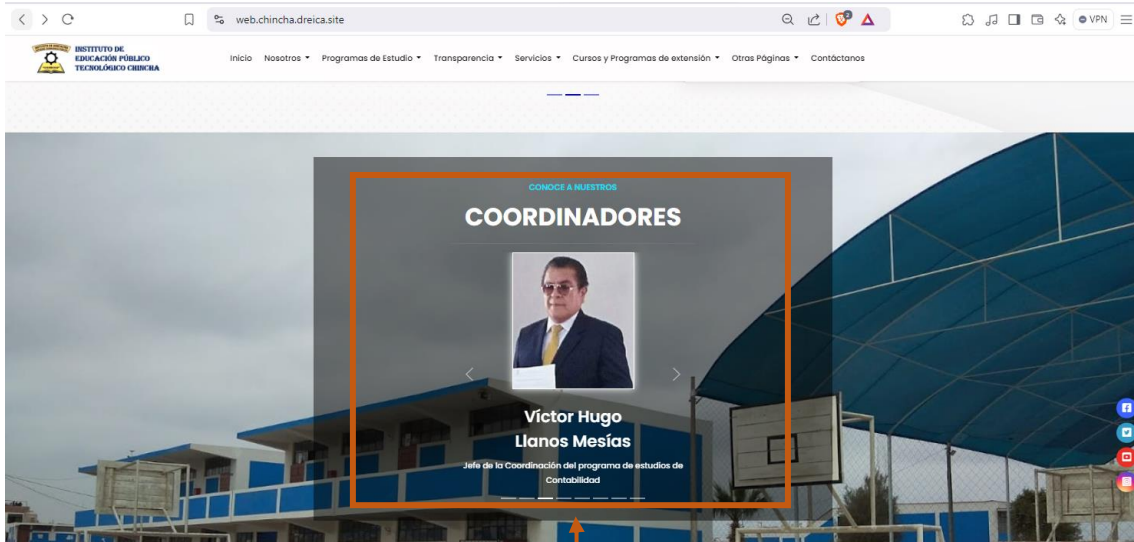 web.chincha.dreica.site
2
VPN
INSTITUTO DE
EDUCACIÓN PÚBLICO
TECNOLÓGICO CHINCHA
Inicio Nosotros Programas de Estudio Transparencia Servicios Cursos y Programas de extensión Otras Páginas Contáctanos
CONOCE A NUESTROS
COORDINADORES
Víctor Hugo
Llanos Mesías
Jefe de la Coordinación del programa de estudios de
Contabilidad